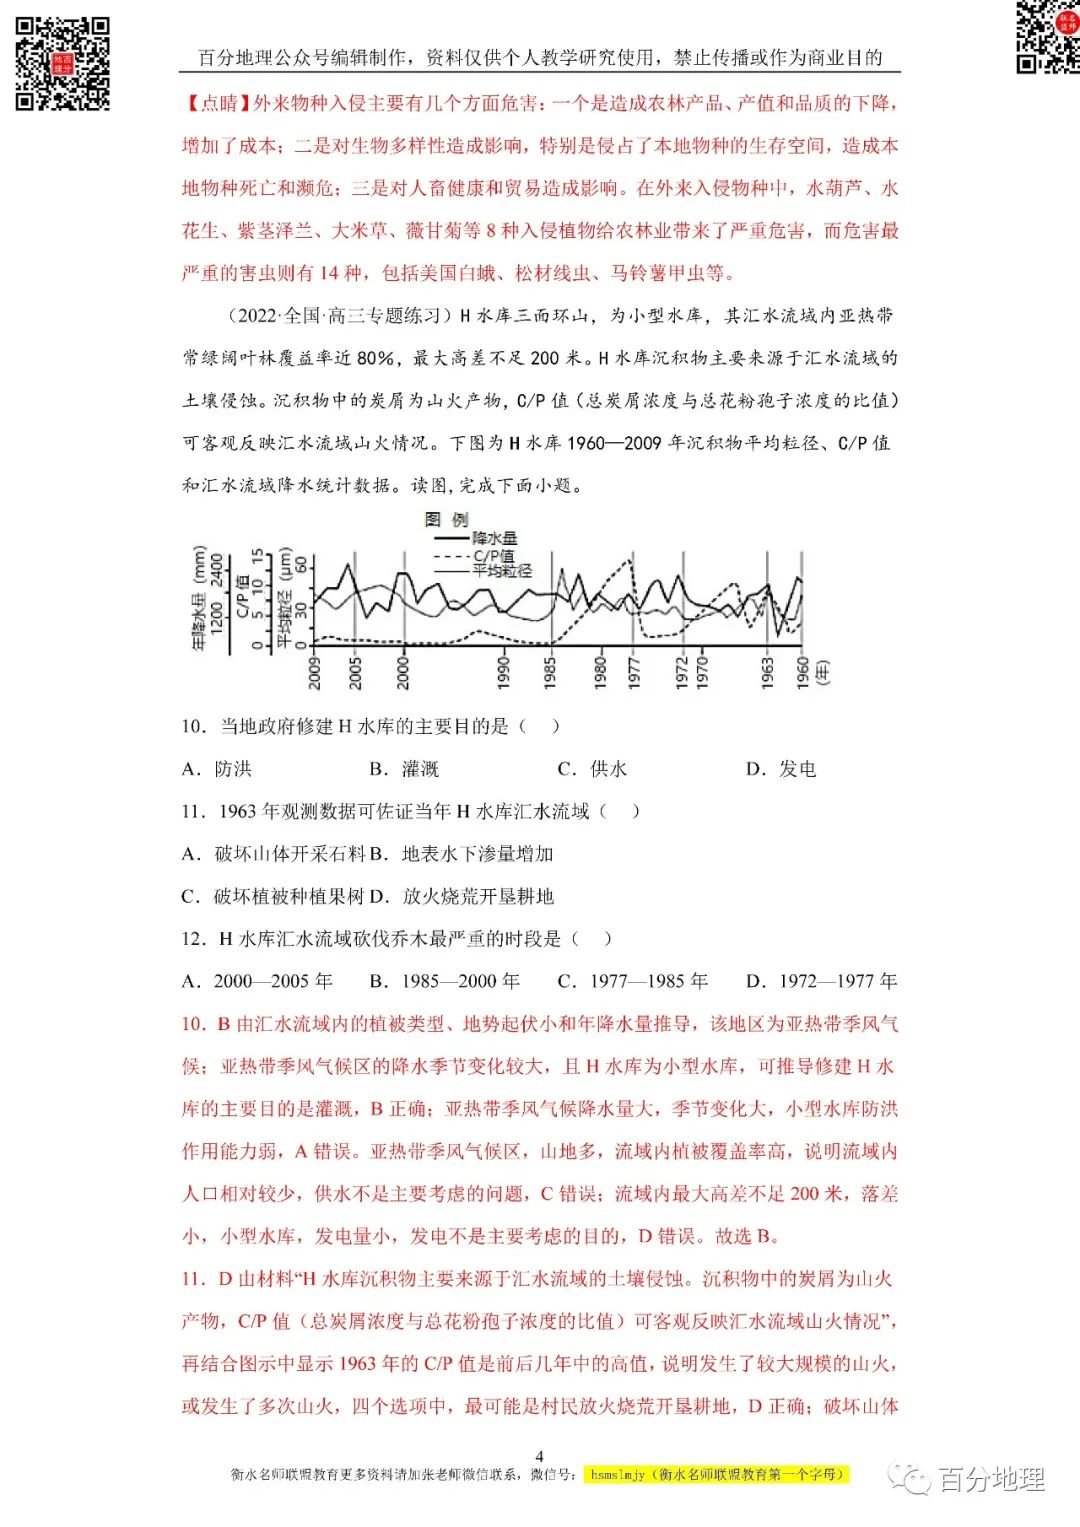 百分地理公众号编辑制作，资料仅供个人教学研究使用，禁止传播或作为商业目的
【点睛】外来物种入侵主要有几个方面危害：一个是造成农林产品、产值和品质的下降，
增加了成本；二是对生物多样性造成影响，特别是侵占了本地物种的生存空间，造成本
地物种死亡和濒危；三是对人畜健康和贸易造成影响。在外来入侵物种中，水葫芦、水
花生、紫茎泽兰、大米草、薇甘菊等 8 种入侵植物给农林业带来了严重危害，而危害最
严重的害虫则有 14 种，包括美国白蛾、松材线虫、马铃薯甲虫等。
（2022·全国·高三专题练习）H 水库三面环山，为小型水库，其汇水流域内亚热带
常绿阔叶林覆盖率近 80%，最大高差不足 200 米。H 水库沉积物主要来源于汇水流域的
土壤侵蚀。沉积物中的炭屑为山火产物，C/P 值（总炭屑浓度与总花粉孢子浓度的比值）
可客观反映汇水流域山火情况。下图为 H 水库 1960—2009 年沉积物平均粒径、C/P 值
和汇水流域降水统计数据。读图,完成下面小题。
图 例
降水量
C/P值
平均粒径
年降水量 (mm) 1200 2400
C/P 值 0 5 10 15
平均粒径 (μm) 0 30 60
2009 2005 2000 1990 1985 1980 1977 1972 1970 1963 1960 (年)
10．当地政府修建 H 水库的主要目的是（ ）
A．防洪 B．灌溉 C．供水 D．发电
11．1963 年观测数据可佐证当年 H 水库汇水流域（ ）
A．破坏山体开采石料 B．地表水下渗量增加
C．破坏植被种植果树 D．放火烧荒开垦耕地
12．H 水库汇水流域砍伐乔木最严重的时段是（ ）
A．2000—2005 年 B．1985—2000 年 C．1977—1985 年 D．1972—1977 年
10．B 由汇水流域内的植被类型、地势起伏小和年降水量推导，该地区为亚热带季风气
候；亚热带季风气候区的降水季节变化较大，且 H 水库为小型水库，可推导修建 H 水
库的主要目的是灌溉，B 正确；亚热带季风气候降水量大，季节变化大，小型水库防洪
作用能力弱，A 错误。亚热带季风气候区，山地多，流域内植被覆盖率高，说明流域内
人口相对较少，供水不是主要考虑的问题，C 错误；流域内最大高差不足 200 米，落差
小，小型水库，发电量小，发电不是主要考虑的目的，D 错误。故选 B。
11．D 由材料“H 水库沉积物主要来源于汇水流域的土壤侵蚀。沉积物中的炭屑为山火
产物，C/P 值（总炭屑浓度与总花粉孢子浓度的比值）可客观反映汇水流域山火情况”，
再结合图示中显示 1963 年的 C/P 值是前后几年中的高值，说明发生了较大规模的山火，
或发生了多次山火，四个选项中，最可能是村民放火烧荒开垦耕地，D 正确；破坏山体
4
衡水名师联盟教育更多资料请加张老师微信联系，微信号： hsmslmjy（衡水名师联盟教育第一个字母）
百分地理